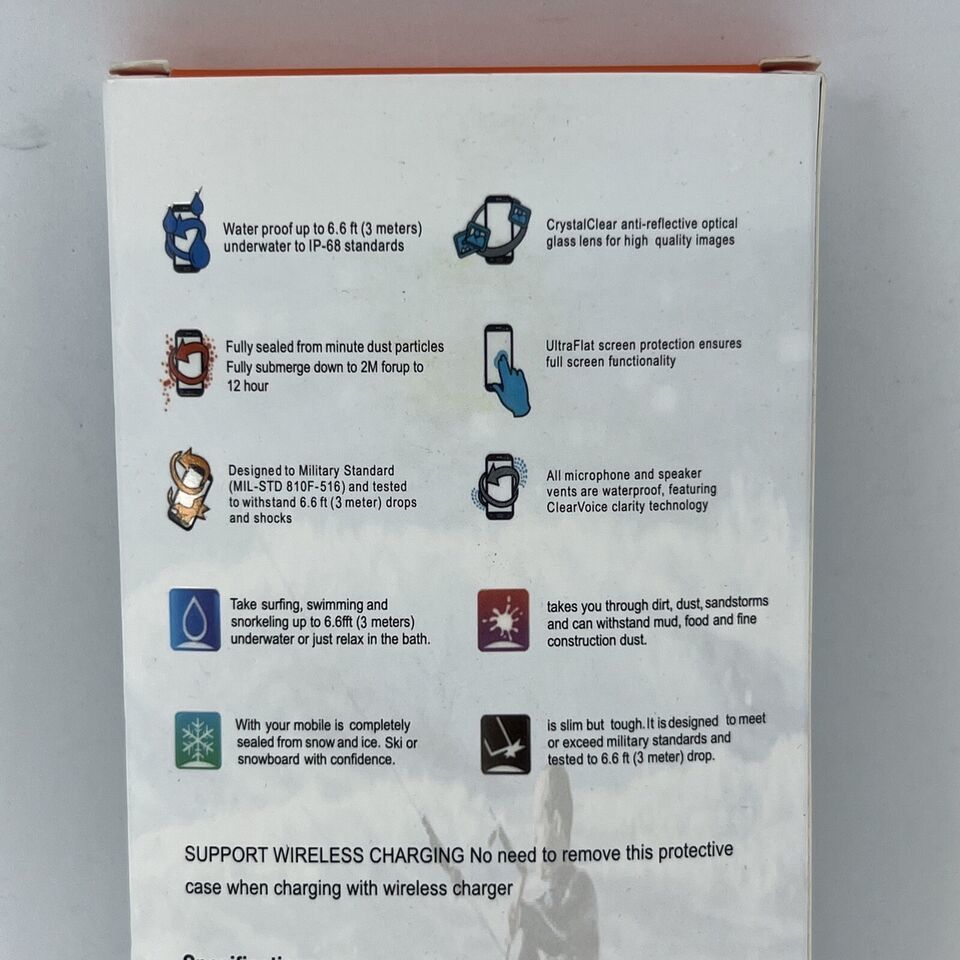 Water proof up to 6.6 ft (3 meters)
underwater to IP-68 standards
CrystalClear anti-reflective optical
glass lens for high quality images
Fully sealed from minute dust particles
Fully submerge down to 2M forup to
12 hour
UltraFlat screen protection ensures
full screen functionality
Designed to Military Standard
(MIL-STD 810F-516) and tested
to withstand 6.6 ft (3 meter) drops
and shocks
All microphone and speaker
vents are waterproof, featuring
ClearVoice clarity technology
Take surfing, swimming and
snorkeling up to 6.6fft (3 meters)
underwater or just relax in the bath.
takes you through dirt, dust, sandstorms
and can withstand mud, food and fine
construction dust.
With your mobile is completely
sealed from snow and ice. Ski or
snowboard with confidence.
is slim but tough. It is designed to meet
or exceed military standards and
tested to 6.6 ft (3 meter) drop.
SUPPORT WIRELESS CHARGING No need to remove this protective
case when charging with wireless charger